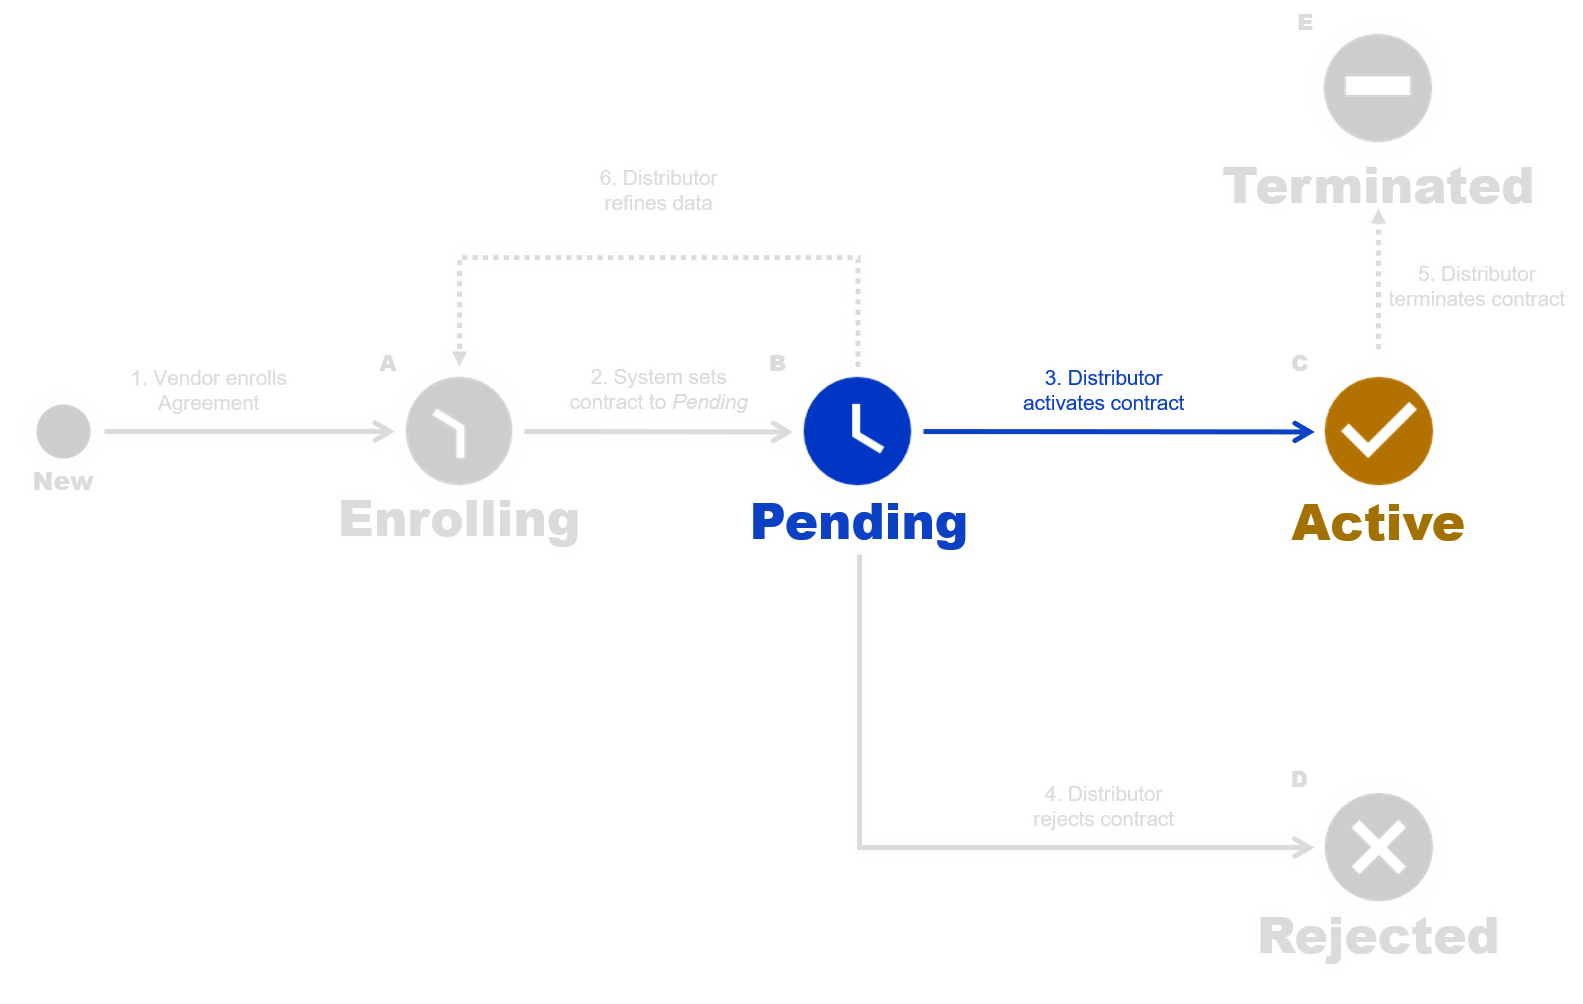 E
Terminated
6. Distributor
refines data
5. Distributor
terminates contract
A
B
C
1. Vendor enrolls
Agreement
2. System sets
contract to Pending
3. Distributor
activates contract
New
Enrolling
Pending
Active
D
4. Distributor
rejects contract
Rejected